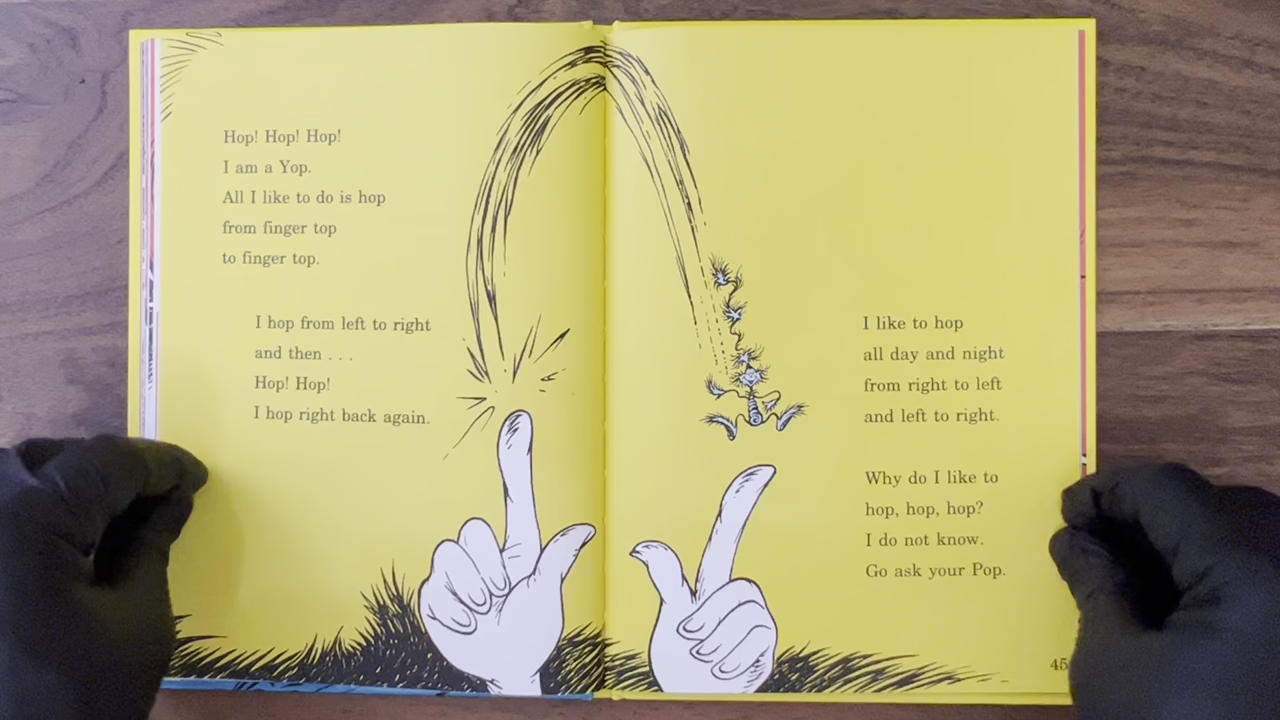 Hop! Hop! Hop!
I am a Yop.
All I like to do is hop
from finger top
to finger top.
I hop from left to right
and then . . .
Hop! Hop!
I hop right back again.
I like to hop
all day and night
from right to left
and left to right.
Why do I like to
hop, hop, hop?
I do not know.
Go ask your Pop.
45